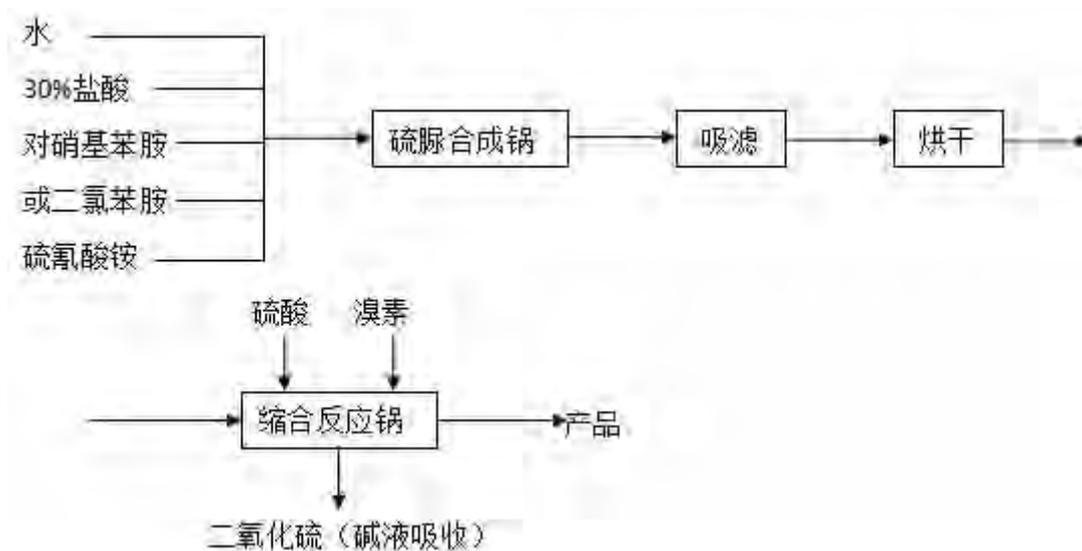 水
30%盐酸
对硝基苯胺
或二氯苯胺
硫氰酸铵
硫脲合成锅
吸滤
烘干
硫酸
溴素
缩合反应锅
产品
二氧化硫（碱液吸收）